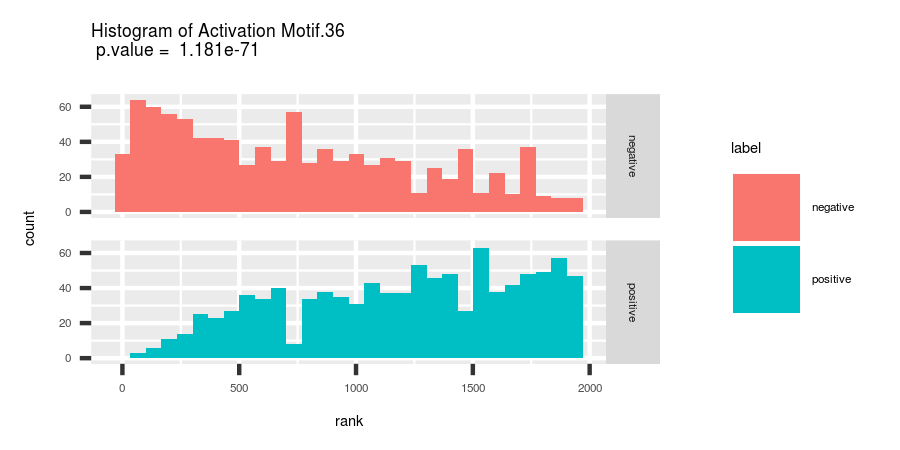 Histogram of Activation Motif.36
p.value =  1.181e-71
count
60
40
20
0
negative
60
40
20
0
positive
0
500
1000
1500
2000
rank
label
negative
positive